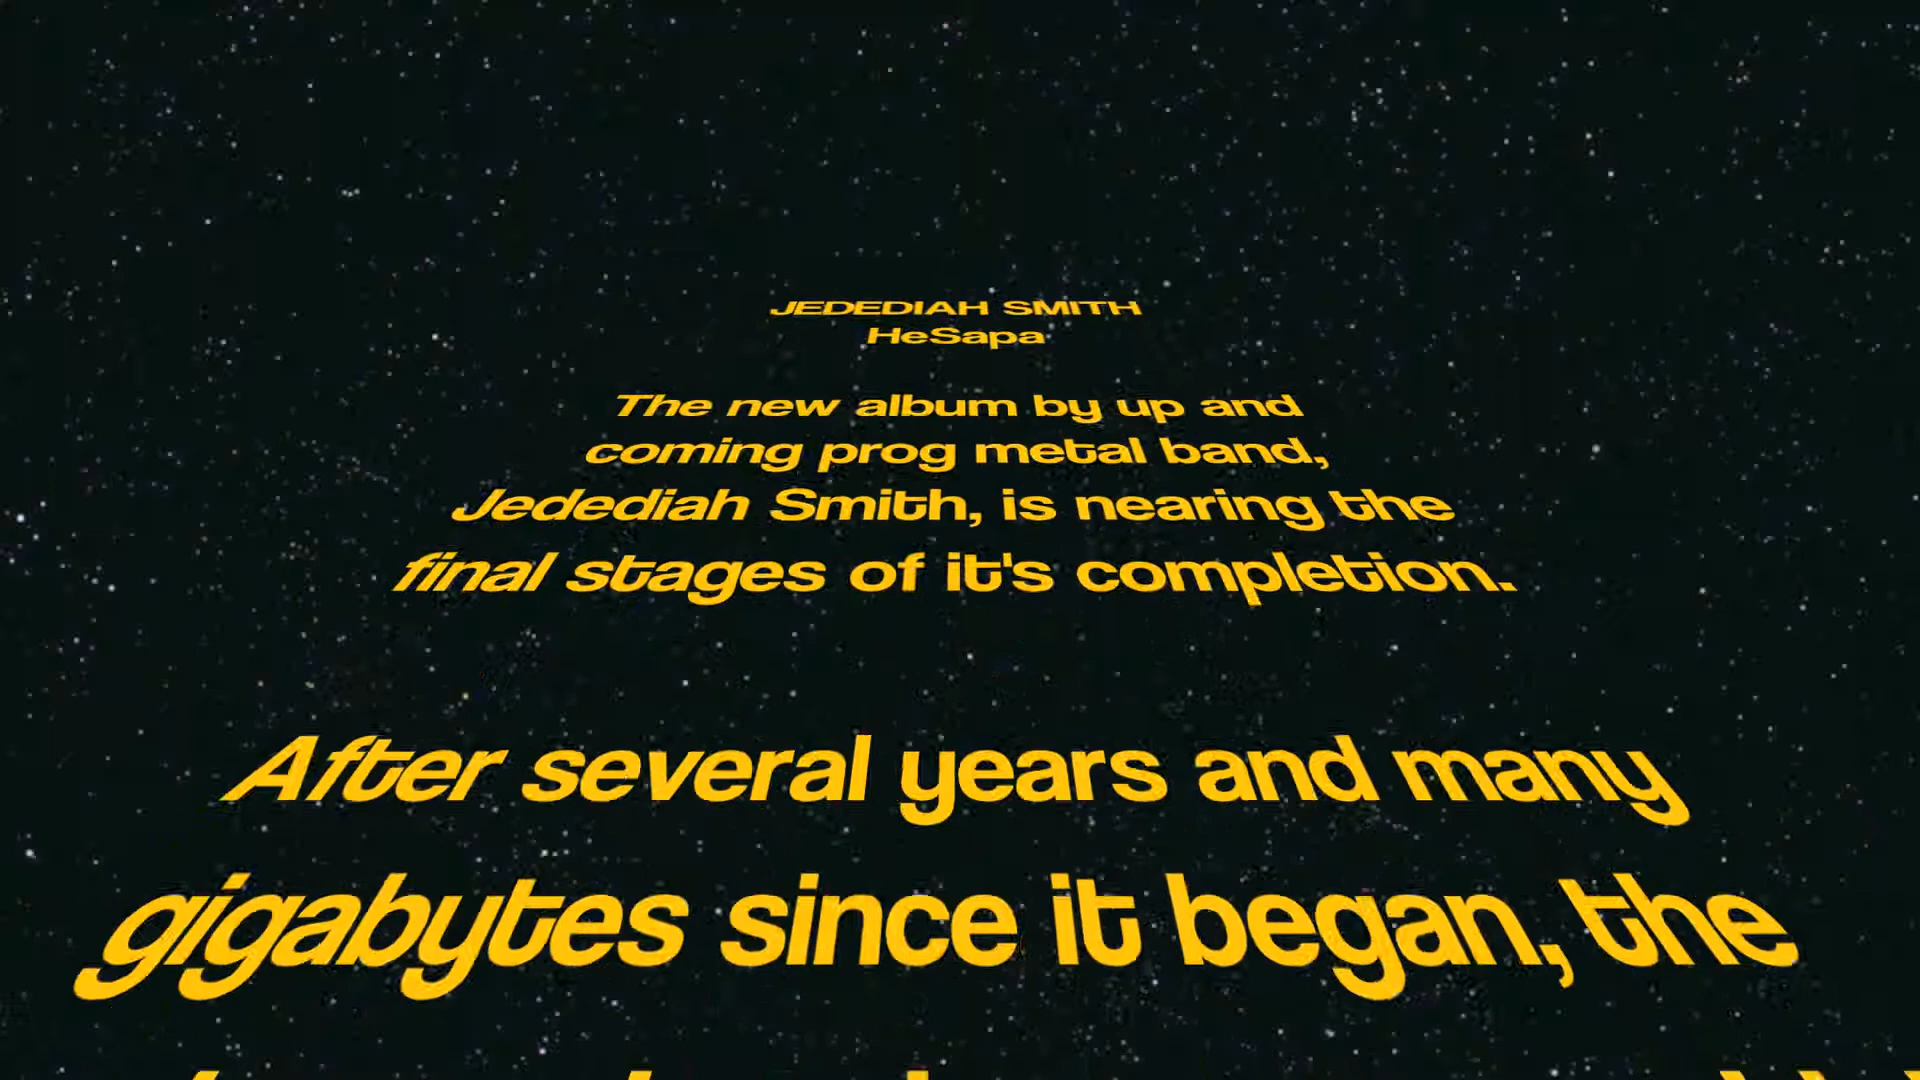 JEDEDIAH SMITH
HeSapa
The new album by up and
coming prog metal band,
Jedediah Smith, is nearing the
final stages of it's completion.
After several years and many
gigabytes since it began, the